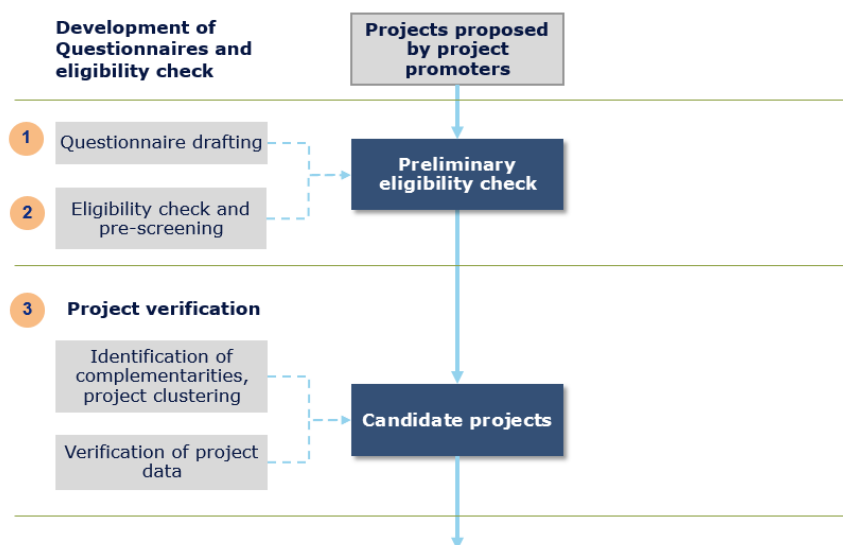 Development of
Questionnaires and
eligibility check
Projects proposed
by project
promoters
1
Questionnaire drafting
Preliminary
eligibility check
2
Eligibility check and
pre-screening
3
Project verification
Identification of
complementarities,
project clustering
Candidate projects
Verification of project
data